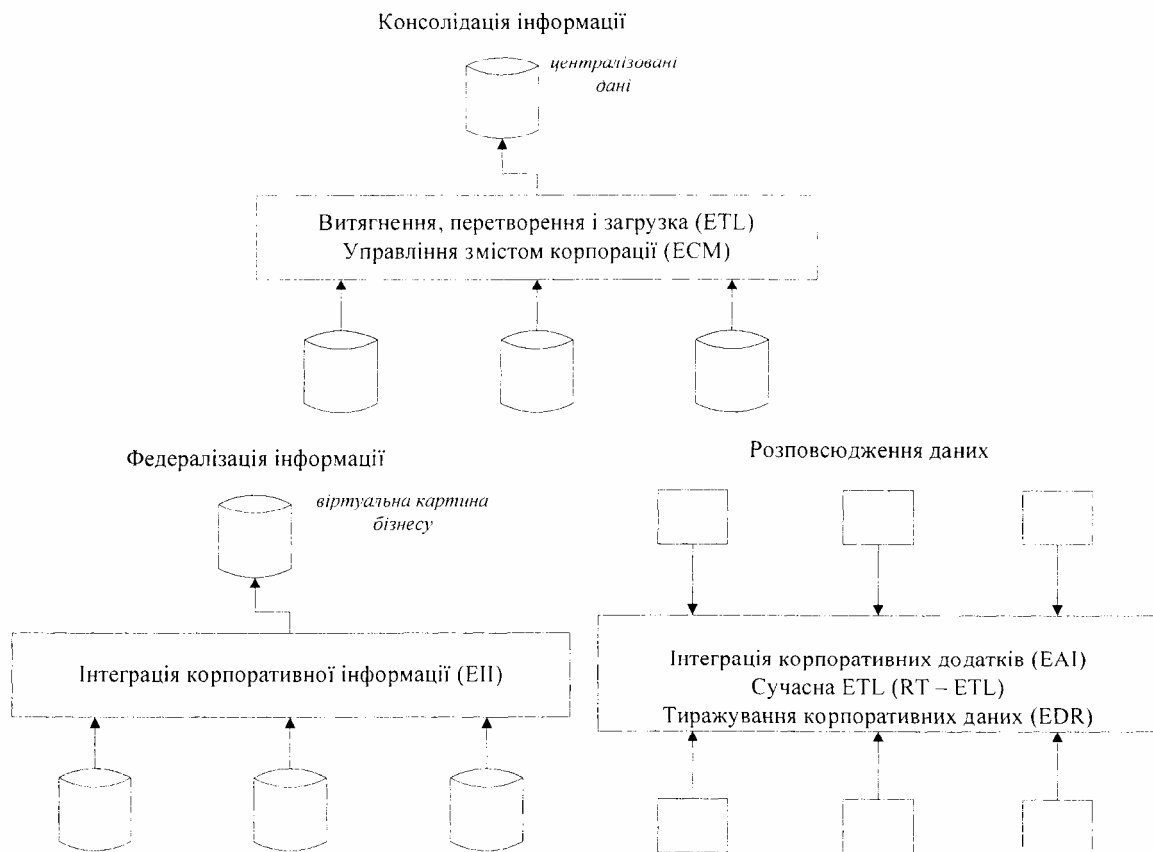 Консолідація інформації
централізовані
дані
Витягнення, перетворення і загрузка (ETL)
Управління змістом корпорації (ECM)
Федералізація інформації
віртуальна картина
бізнесу
Інтеграція корпоративної інформації (EII)
Розповсюдження даних
Інтеграція корпоративних додатків (EAI)
Сучасна ETL (RT – ETL)
Тиражування корпоративних даних (EDR)